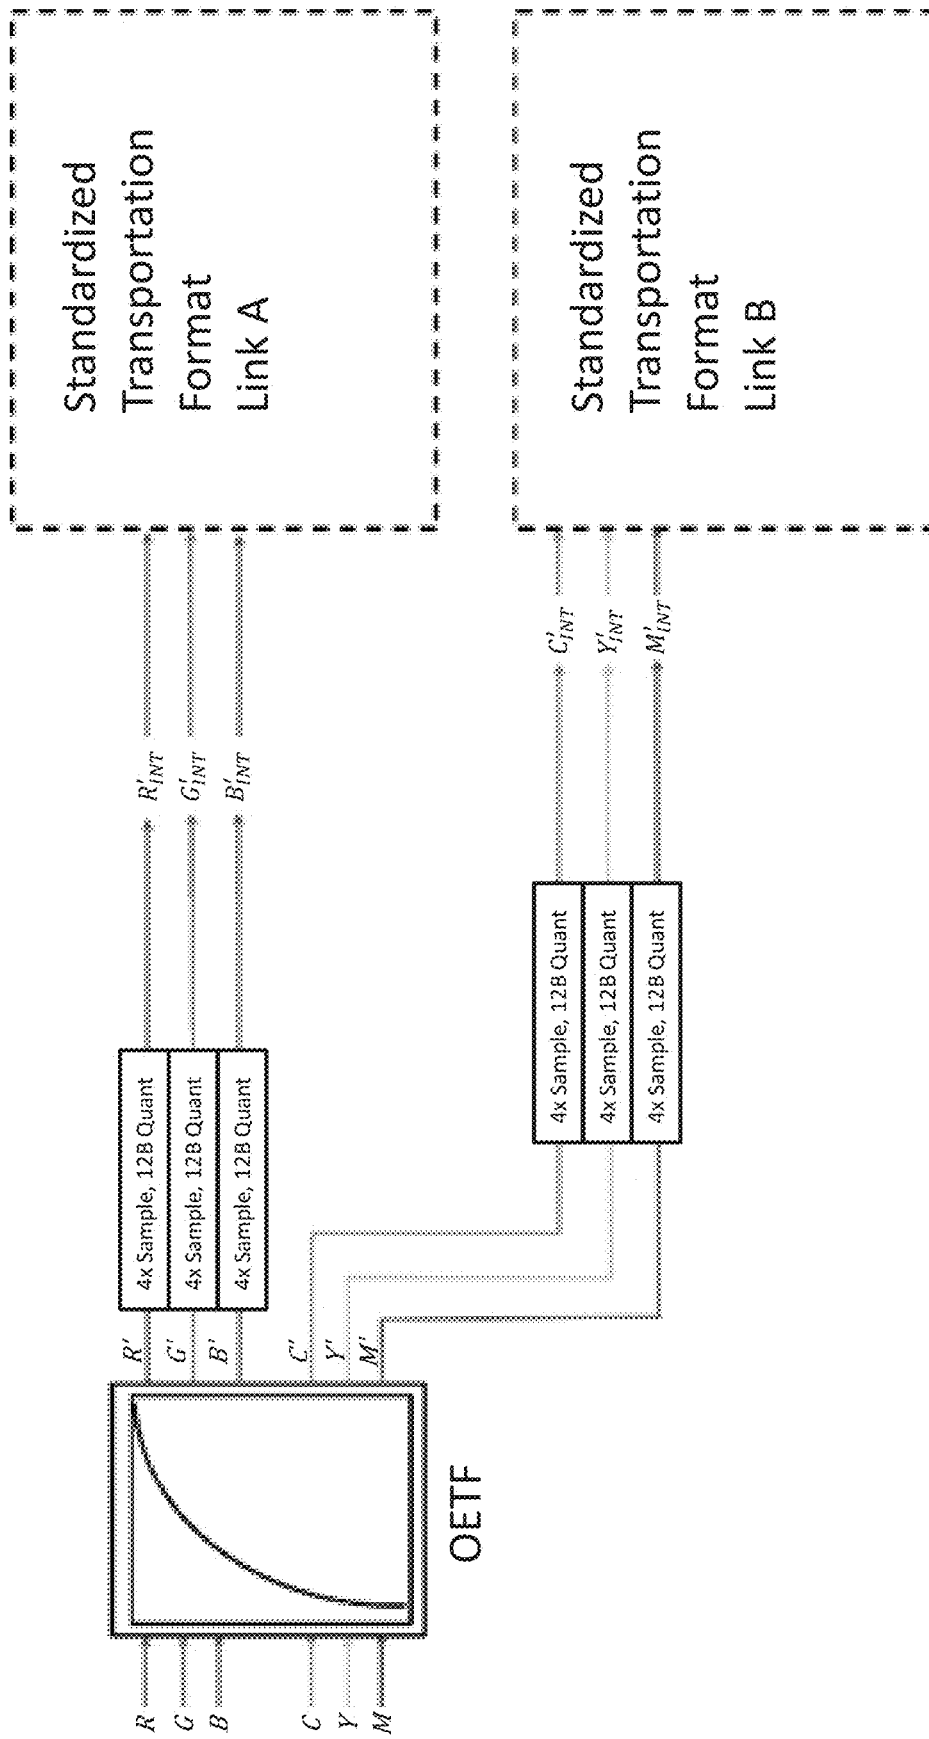 R
G
B
C
Y
M
OETF
R'
G'
B'
C'
Y'
M'
4x Sample, 12B Quant
4x Sample, 12B Quant
4x Sample, 12B Quant
4x Sample, 12B Quant
4x Sample, 12B Quant
4x Sample, 12B Quant
R'INT
G'INT
B'INT
C'INT
Y'INT
M'INT
Standardized
Transportation
Format
Link A
Standardized
Transportation
Format
Link B